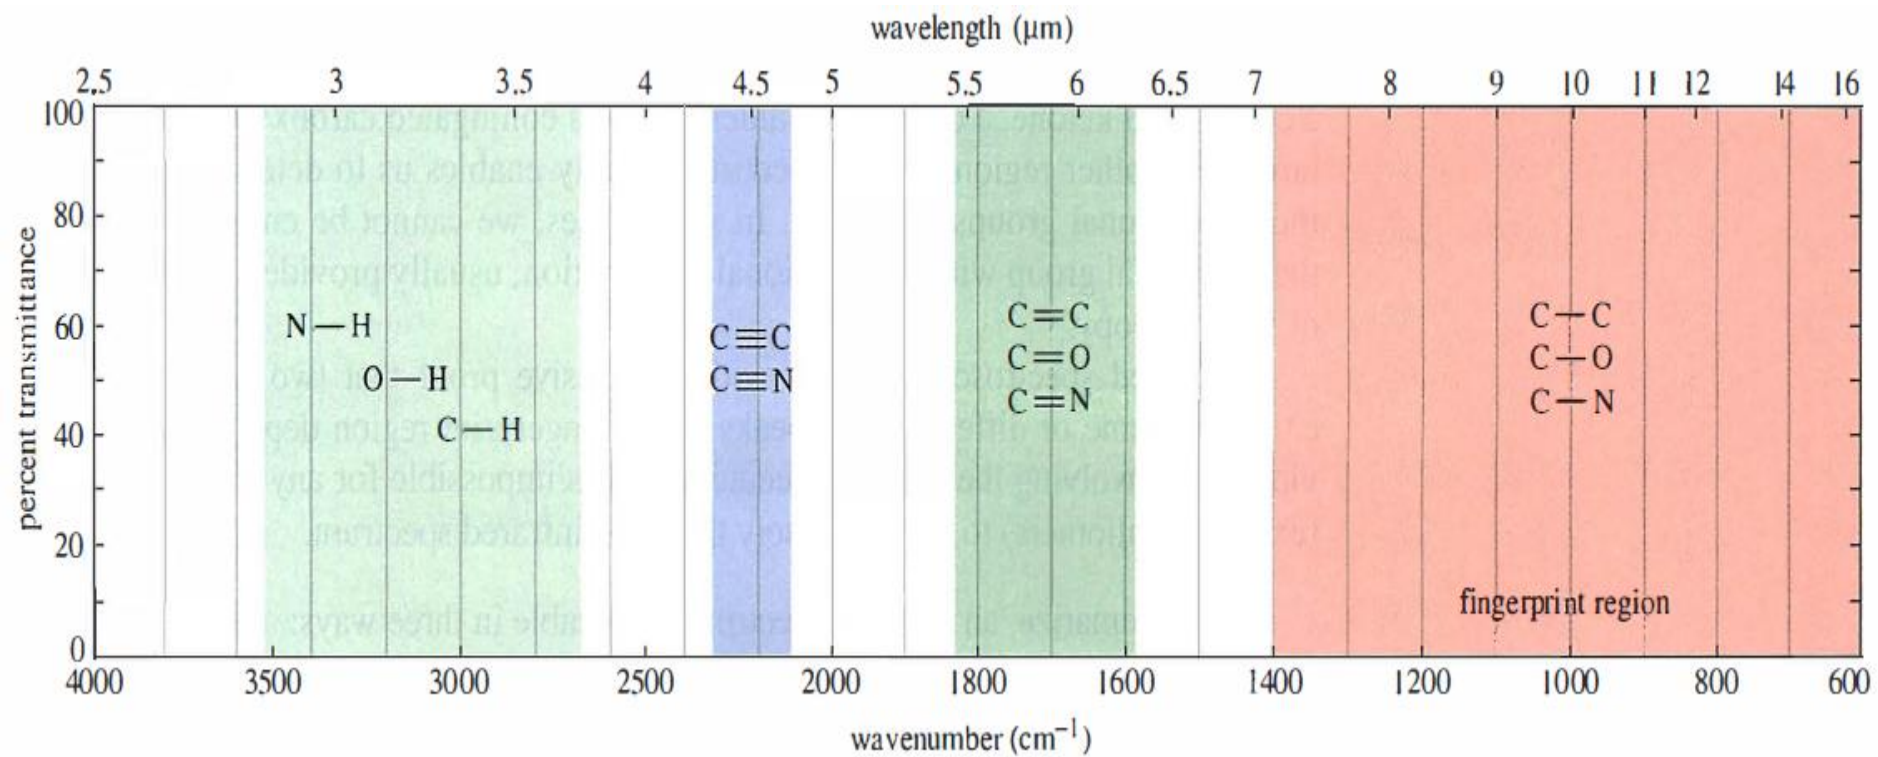 wavelength (μm)
2.5 3 3.5 4 4.5 5 5.5 6 6.5 7 8 9 10 11 12 14 16
100
80
60
40
20
0
percent transmittance
N—H
O—H
C—H
C≡C
C≡N
C=C
C=O
C=N
C—C
C—O
C—N
fingerprint region
4000 3500 3000 2500 2000 1800 1600 1400 1200 1000 800 600
wavenumber (cm⁻¹)